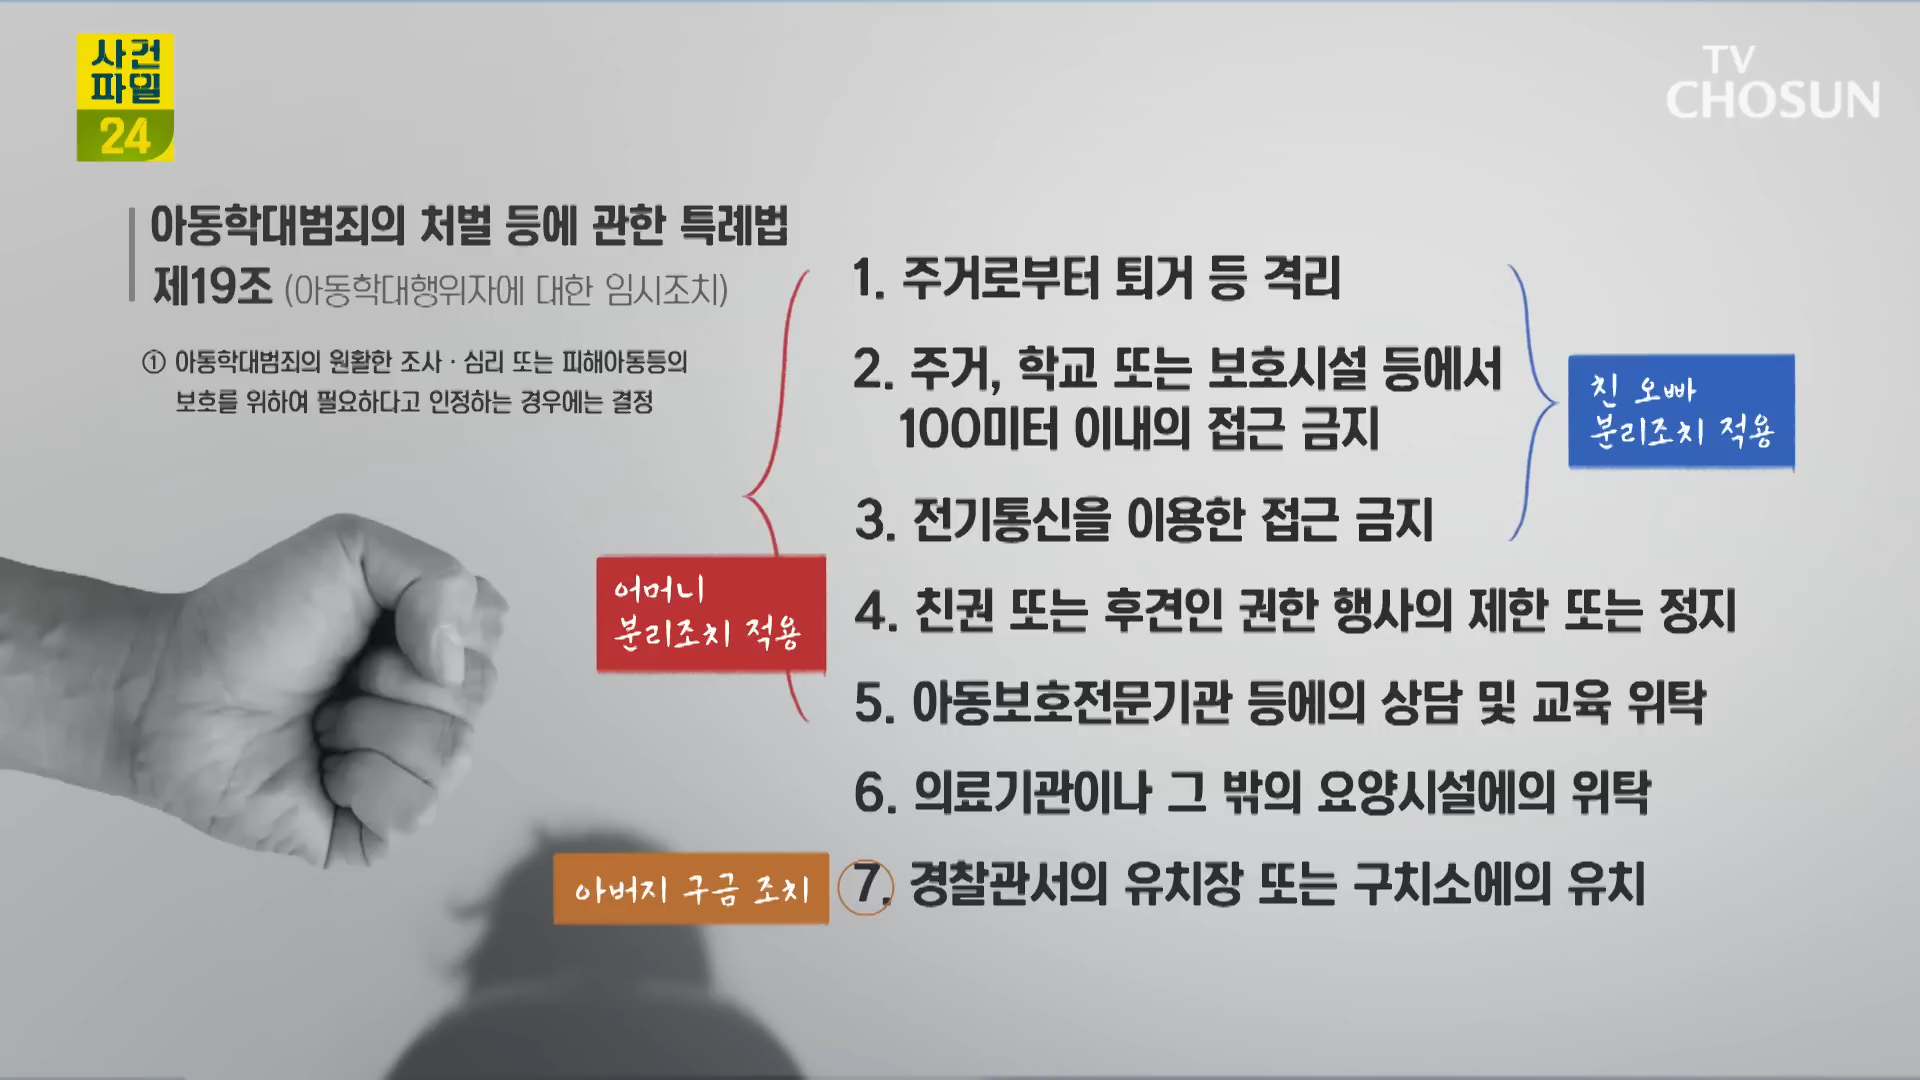 사건
파일
24
TV
CHOSUN
아동학대범죄의 처벌 등에 관한 특례법
제19조 (아동학대행위자에 대한 임시조치)
① 아동학대범죄의 원활한 조사·심리 또는 피해아동등의
보호를 위하여 필요하다고 인정하는 경우에는 결정
1. 주거로부터 퇴거 등 격리
2. 주거, 학교 또는 보호시설 등에서
100미터 이내의 접근 금지
3. 전기통신을 이용한 접근 금지
친 오빠
분리조치 적용
어머니
분리조치 적용
4. 친권 또는 후견인 권한 행사의 제한 또는 정지
5. 아동보호전문기관 등에의 상담 및 교육 위탁
6. 의료기관이나 그 밖의 요양시설에의 위탁
아버지 구금 조치
7. 경찰관서의 유치장 또는 구치소에의 유치